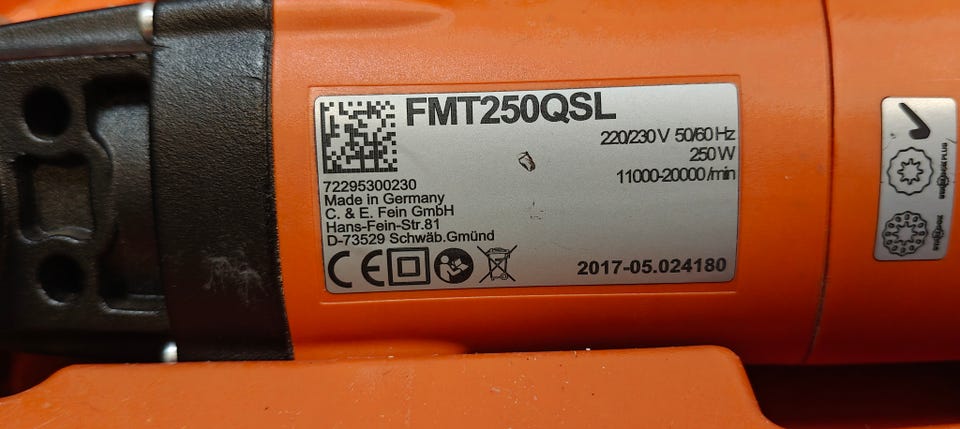 FMT250QSL
220/230 V 50/60 Hz
250 W
11000-20000 /min
72295300230
Made in Germany
C. & E. Fein GmbH
Hans-Fein-Str.81
D-73529 Schwäb.Gmünd
CE
2017-05.024180